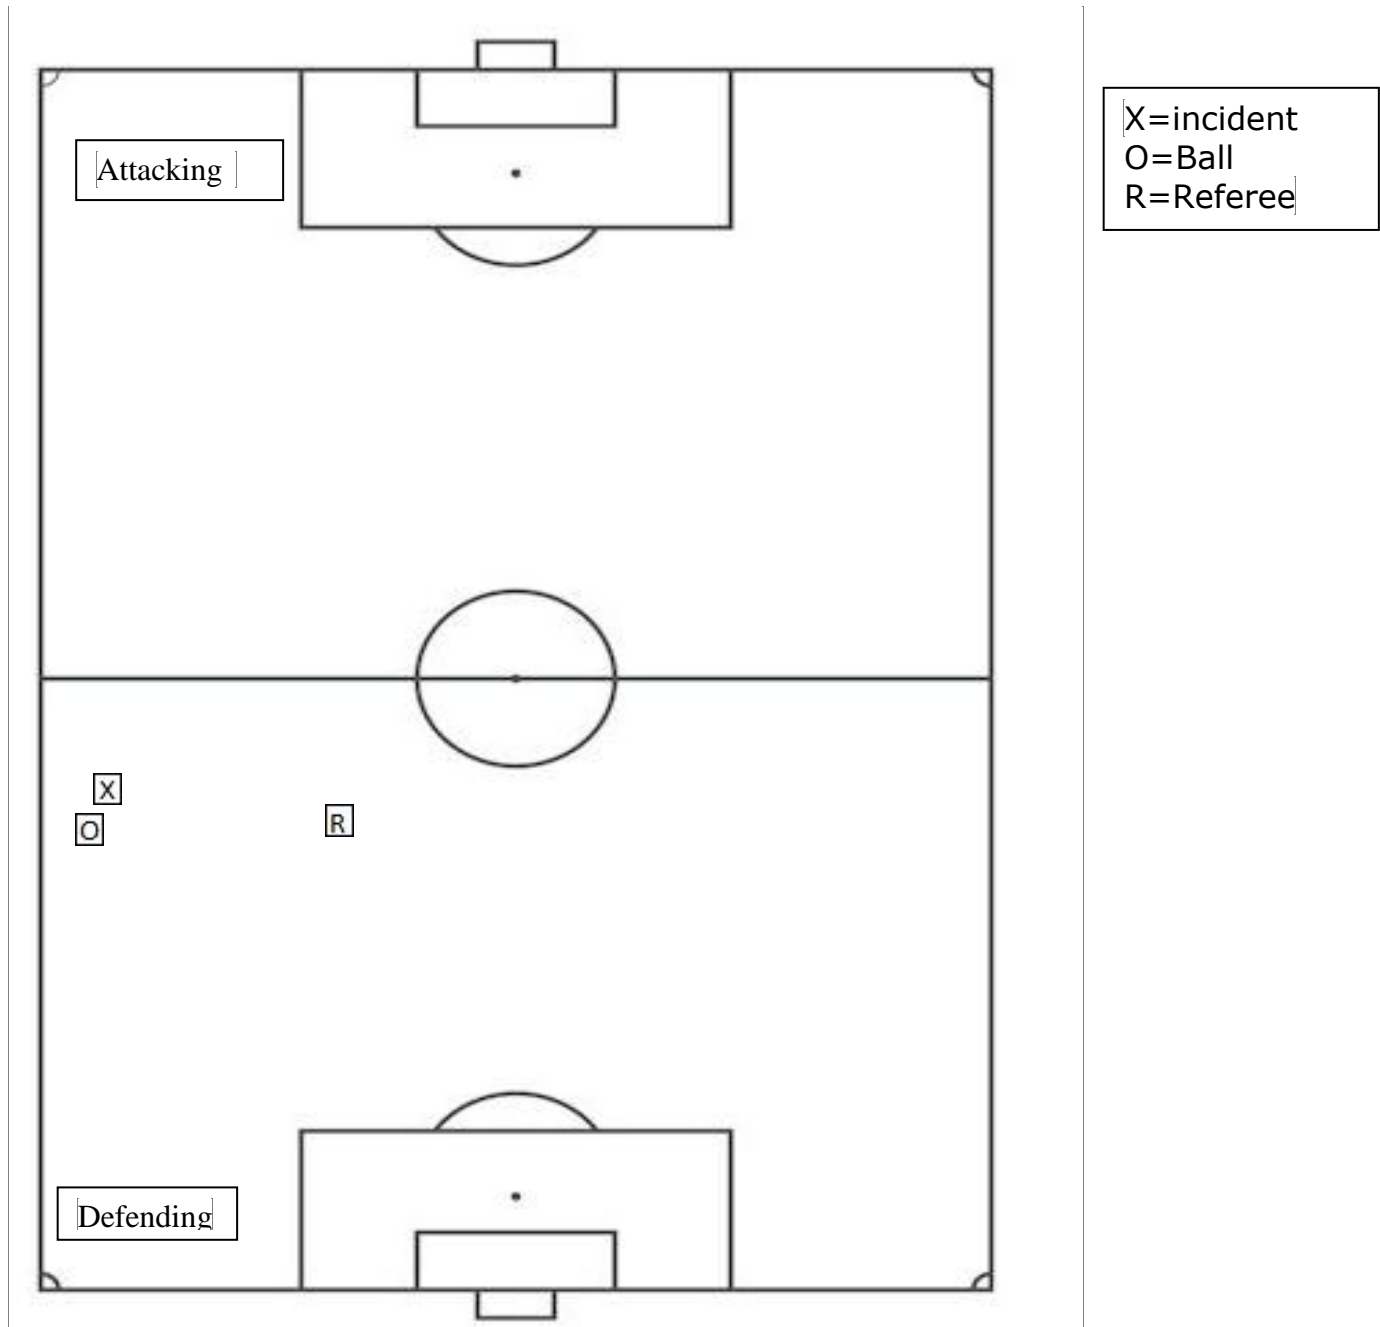 Attacking
X=incident
O=Ball
R=Referee
X
O
R
Defending